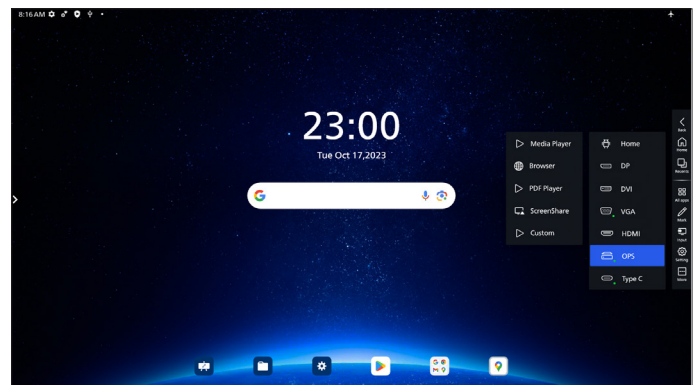 8:16 AM
23:00
Tue Oct 17,2023
Media Player
Browser
PDF Player
ScreenShare
Custom
Home
DP
DVI
VGA
HDMI
OPS
Type C
Back
Home
Recents
All apps
Mark
Input
Setting
More